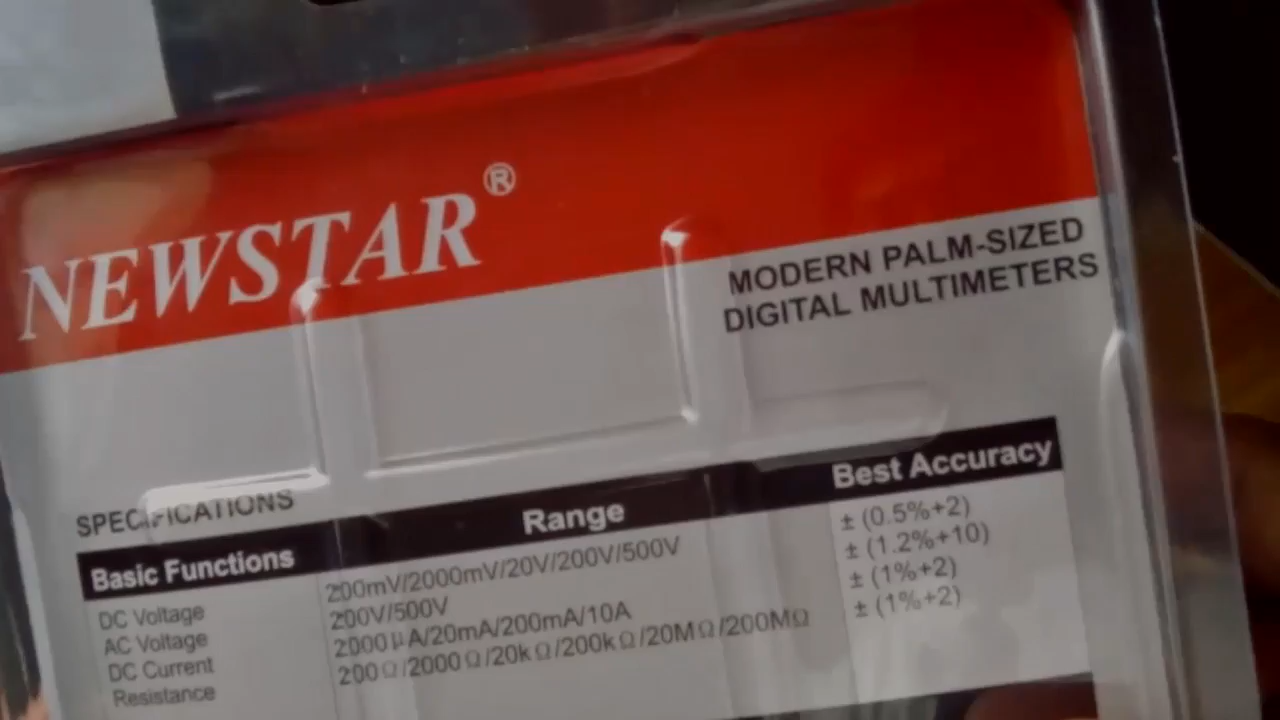 NEWSTAR®
MODERN PALM-SIZED
DIGITAL MULTIMETERS
SPECIFICATIONS
Basic Functions Range Best Accuracy
DC Voltage 200mV/2000mV/20V/200V/500V ± (0.5%+2)
AC Voltage 200V/500V ± (1.2%+10)
DC Current 2000μA/20mA/200mA/10A ± (1%+2)
Resistance 200Ω/2000Ω/20kΩ/200kΩ/20MΩ/200MΩ ± (1%+2)